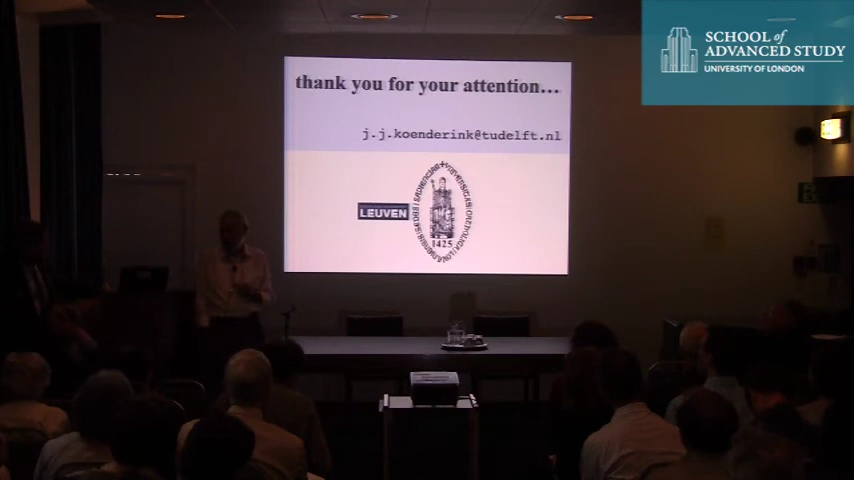 SCHOOL of
ADVANCED STUDY
UNIVERSITY OF LONDON
thank you for your attention...
j.j.koenderink@tudelft.nl
LEUVEN
1425